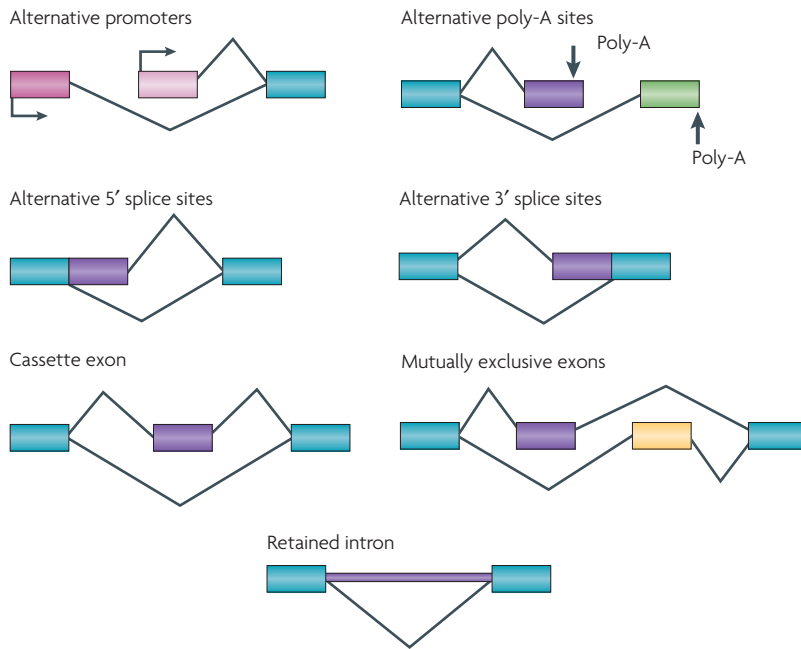 Alternative promoters
Alternative poly-A sites
Poly-A
Poly-A
Alternative 5′ splice sites
Alternative 3′ splice sites
Cassette exon
Mutually exclusive exons
Retained intron